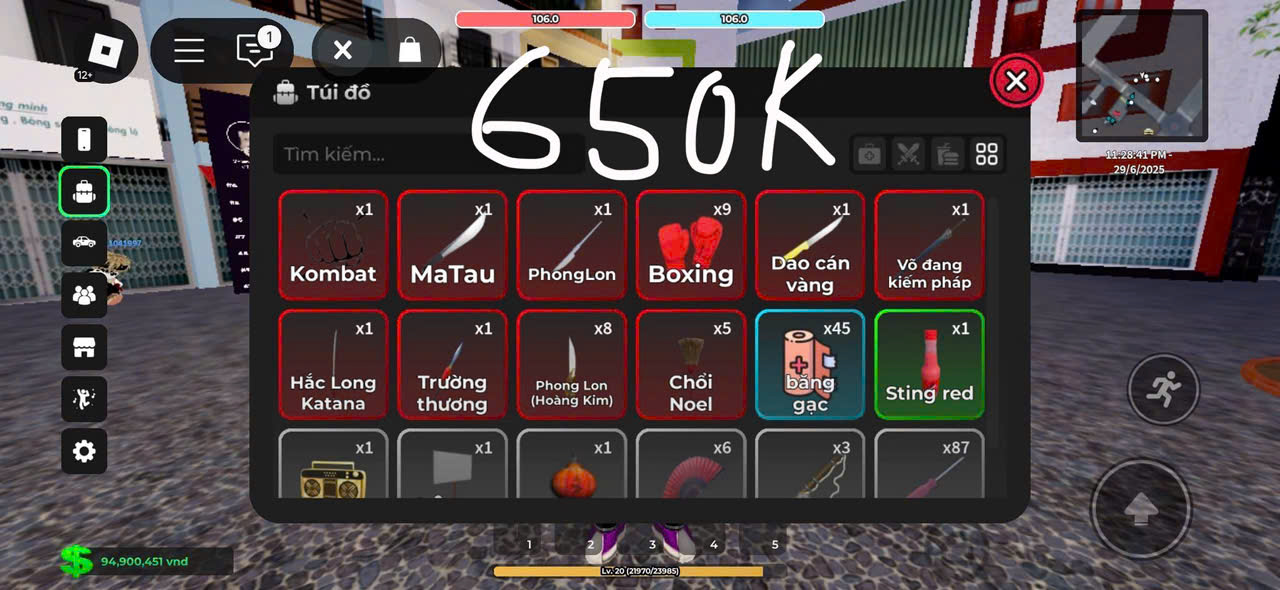 106.0
106.0
1
12+
650K
Túi đồ
Tìm kiếm...
11:28:41 PM -
29/6/2025
ng minh
1041997
x1
Kombat
x1
MaTau
x1
PhongLon
x9
Boxing
x1
Dao cán
vàng
x1
Võ đang
kiếm pháp
x1
Hắc Long
Katana
x1
Trường
thương
x8
Phong Lon
(Hoàng Kim)
x5
Chổi
Noel
x45
băng
gạc
x1
Sting red
x1
x1
x1
x6
x3
x87
1
2
3
4
5
94,900,451 vnd
Lv. 20 (21970/23985)